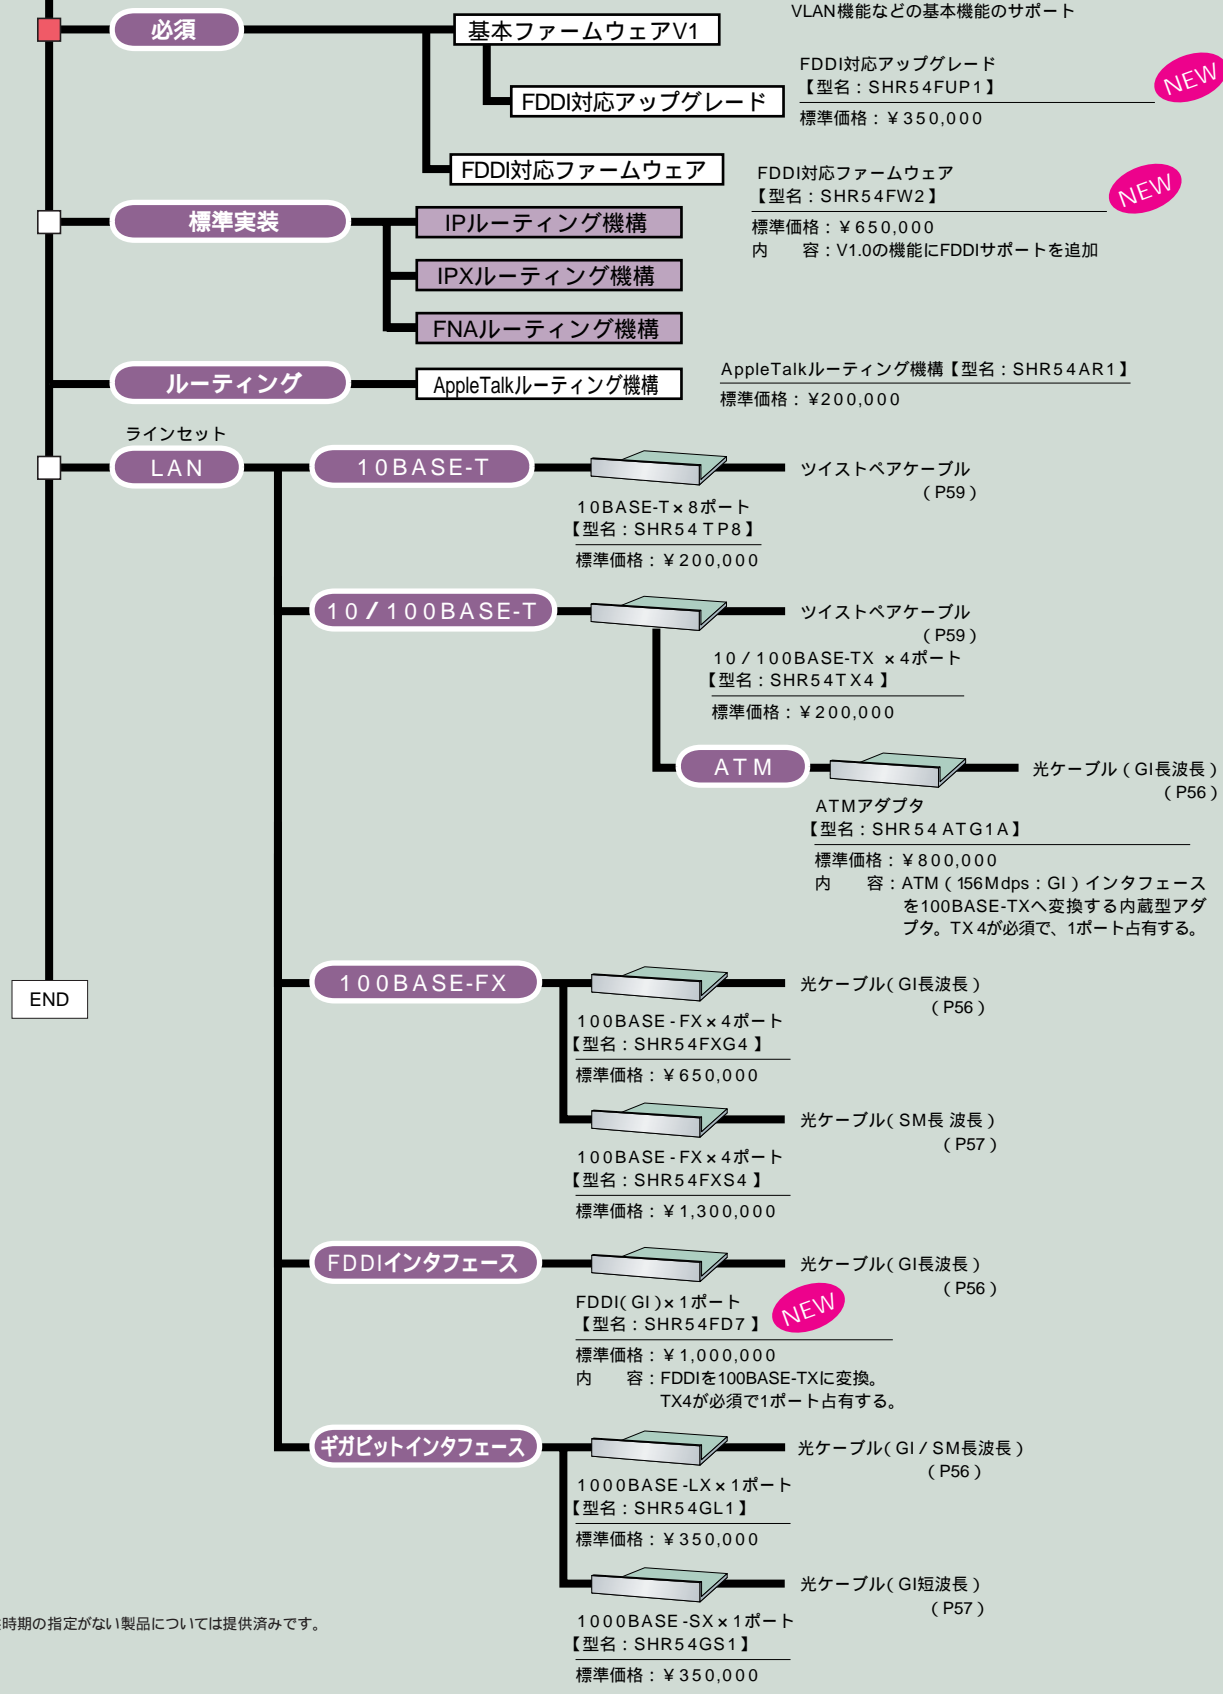 VLAN機能などの基本機能のサポート
必須
基本ファームウェアV1
FDDI対応アップグレード
FDDI対応アップグレード
【型名：SHR54FUP1】
標準価格：￥350,000
NEW
FDDI対応ファームウェア
FDDI対応ファームウェア
【型名：SHR54FW2】
標準価格：￥650,000
内　容：V1.0の機能にFDDIサポートを追加
NEW
標準実装
IPルーティング機構
IPXルーティング機構
FNAルーティング機構
ルーティング
AppleTalkルーティング機構
AppleTalkルーティング機構【型名：SHR54AR1】
標準価格：¥200,000
ラインセット
LAN
10BASE-T
ツイストペアケーブル
（P59）
10BASE-T×8ポート
【型名：SHR54TP8】
標準価格：￥200,000
10/100BASE-T
ツイストペアケーブル
（P59）
10/100BASE-TX ×4ポート
【型名：SHR54TX4】
標準価格：￥200,000
ATM
光ケーブル（GI長波長）
（P56）
ATMアダプタ
【型名：SHR54ATG1A】
標準価格：￥800,000
内　容：ATM（156Mdps：GI）インタフェース
を100BASE-TXへ変換する内蔵型アダ
プタ。TX4が必須で、1ポート占有する。
END
100BASE-FX
光ケーブル（GI長波長）
（P56）
100BASE-FX×4ポート
【型名：SHR54FXG4】
標準価格：￥650,000
光ケーブル（SM長波長）
（P57）
100BASE-FX×4ポート
【型名：SHR54FXS4】
標準価格：￥1,300,000
FDDIインタフェース
光ケーブル（GI長波長）
（P56）
FDDI（GI）×1ポート
【型名：SHR54FD7】
NEW
標準価格：￥1,000,000
内　容：FDDIを100BASE-TXに変換。
TX4が必須で1ポート占有する。
ギガビットインタフェース
光ケーブル（GI/SM長波長）
（P56）
1000BASE-LX×1ポート
【型名：SHR54GL1】
標準価格：￥350,000
光ケーブル（GI短波長）
（P57）
1000BASE-SX×1ポート
【型名：SHR54GS1】
標準価格：￥350,000
時期の指定がない製品については提供済みです。